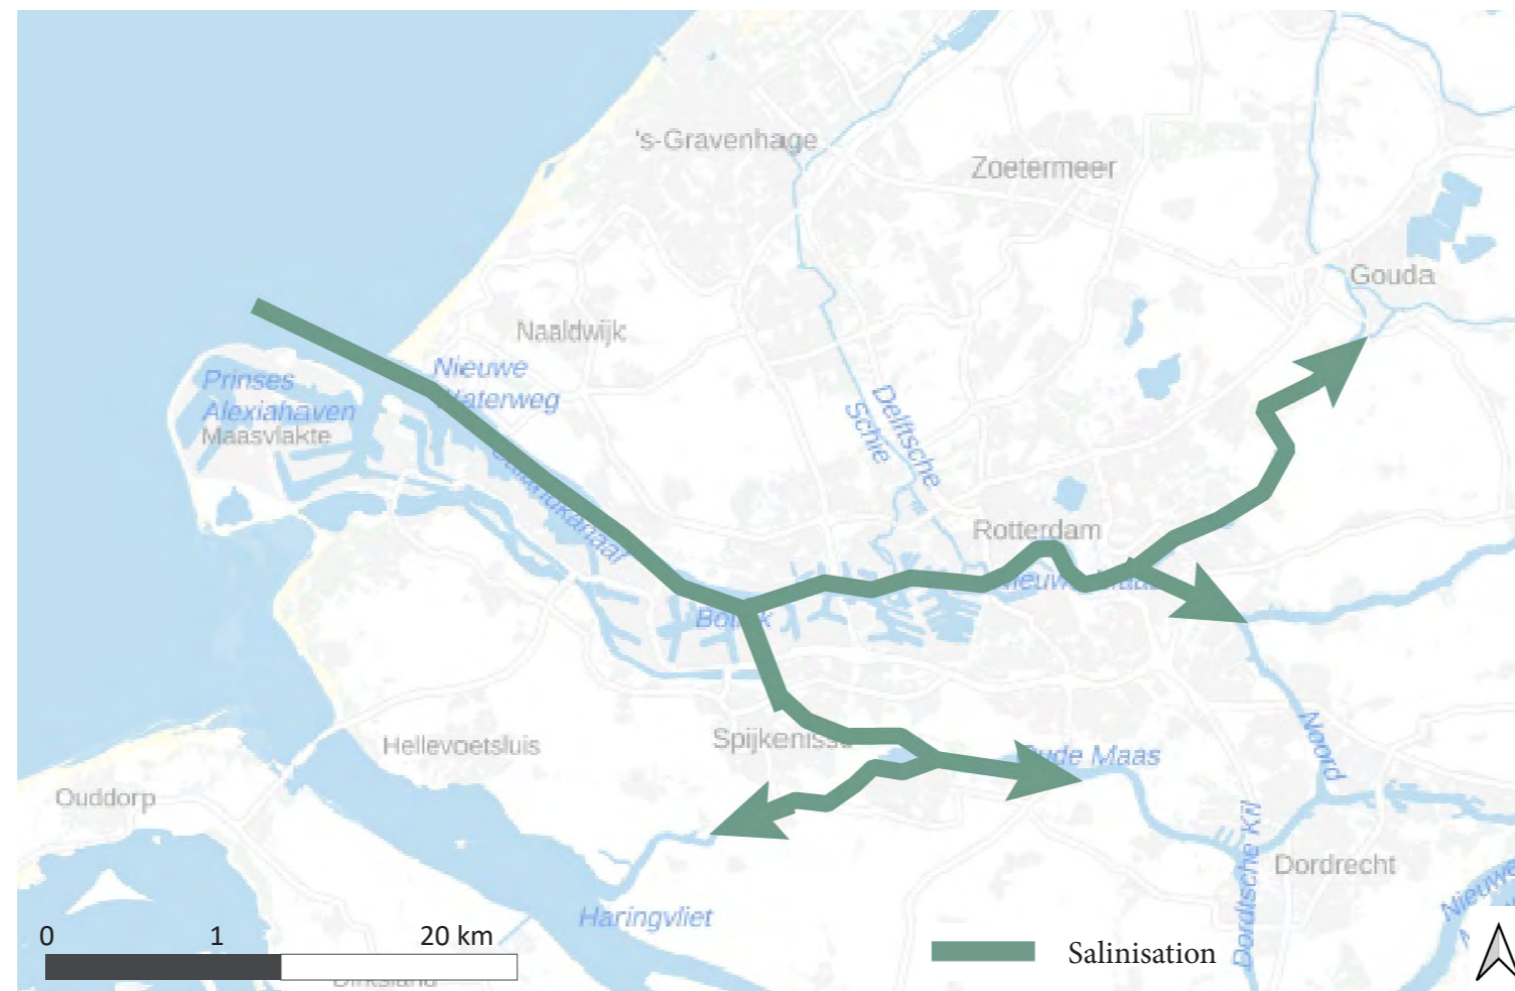 's-Gravenhage
Zoetermeer
Gouda
Naaldwijk
Nieuwe
Waterweg
Prinses
Alexiahaven
Maasvlakte
Delftsche
Schie
Rotterdam
Hellevoetsluis
Spijkenisse
Oude Maas
Noord
Ouddorp
Dordtsche Kil
Dordrecht
Haringvliet
Nieuwe
0 1 20 km
Salinisation